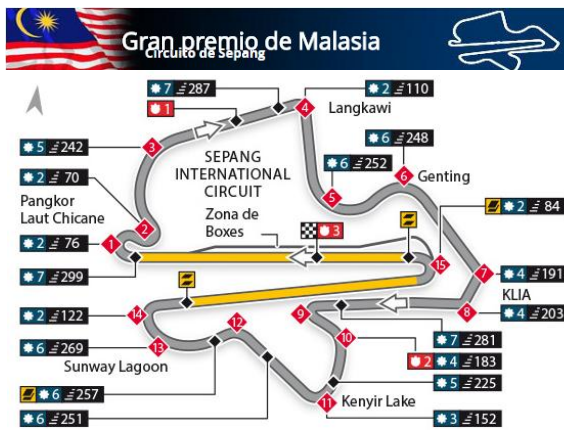 Gran premio de Malasia
Circuito de Sepang
7 287
1
4
2 110
Langkawi
6 248
5 242
3
SEPANG
INTERNATIONAL
CIRCUIT
6 252
6
Genting
2 70
5
2 84
Pangkor
Laut Chicane
2
Zona de
Boxes
3
2 76
1
15
7
4 191
KLIA
7 299
2 122
14
9
8
4 203
12
10
7 281
6 269
13
2 4 183
Sunway Lagoon
5 225
6 257
11
Kenyir Lake
6 251
3 152